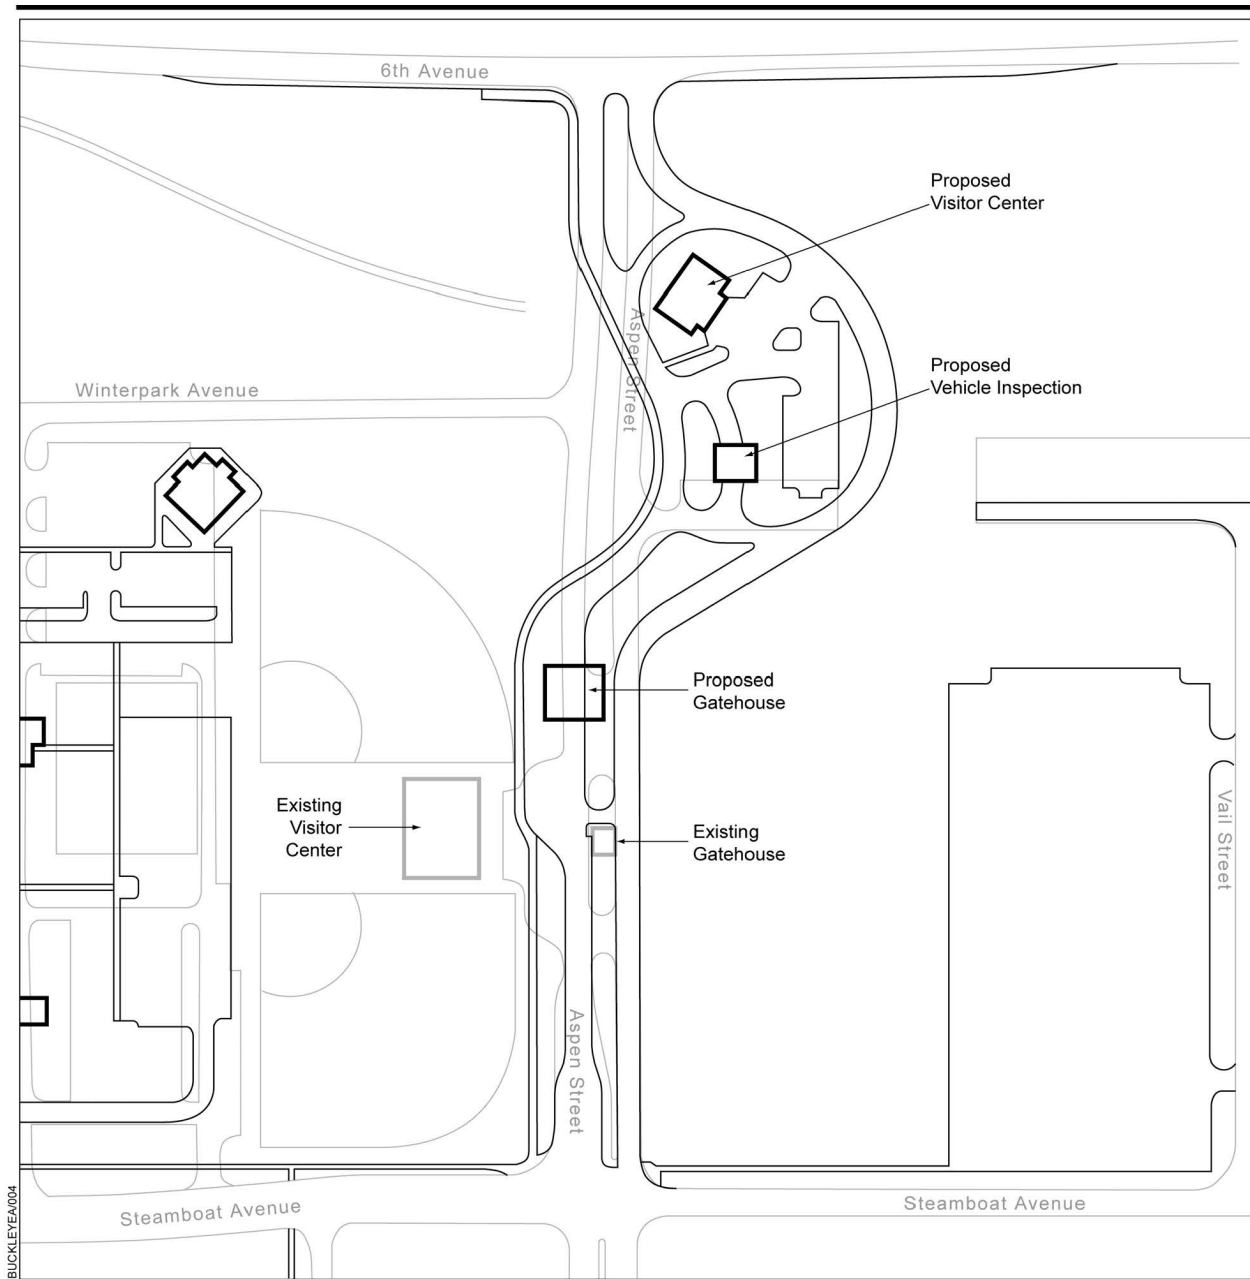 6th Avenue
Proposed
Visitor Center
Aspen Street
Proposed
Vehicle Inspection
Winterpark Avenue
Proposed
Gatehouse
Existing
Visitor
Center
Existing
Gatehouse
Vail Street
Aspen Street
Steamboat Avenue
Steamboat Avenue
BUCKLEYEA/004